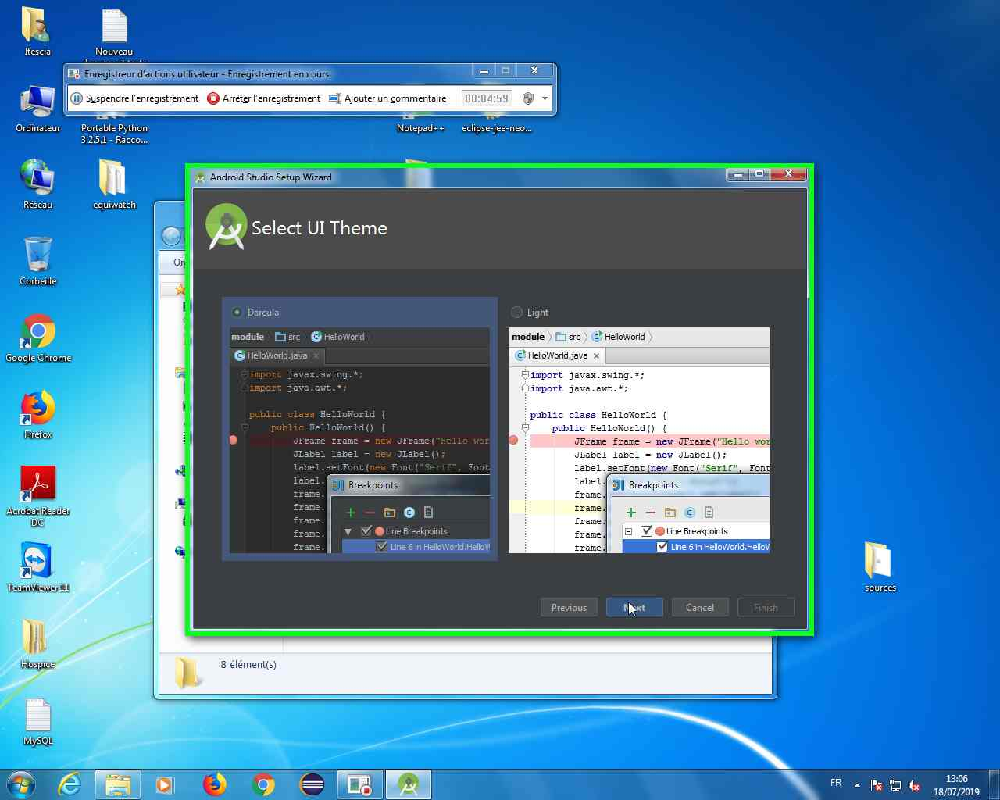 Itescia
Nouveau
Enregistreur d'actions utilisateur - Enregistrement en cours
Suspendre l'enregistrement
Arrêter l'enregistrement
Ajouter un commentaire
00:04:59
Ordinateur
Portable Python
3.2.5.1 - Racco...
Notepad++
eclipse-jee-neo...
Réseau
equiwatch
Corbeille
Google Chrome
Firefox
Acrobat Reader
DC
TeamViewer 11
Hospice
MySQL
sources
Android Studio Setup Wizard
Select UI Theme
Darcula
module
src
HelloWorld
HelloWorld.java
import javax.swing.*;
import java.awt.*;
public class HelloWorld {
public HelloWorld() {
JFrame frame = new JFrame("Hello wor
JLabel label = new JLabel();
label.setFont(new Font("Serif", Font
label.
frame.
frame.
frame.
frame.
frame.
Breakpoints
Line Breakpoints
Line 6 in HelloWorld.HelloW
Light
module
src
HelloWorld
HelloWorld.java
import javax.swing.*;
import java.awt.*;
public class HelloWorld {
public HelloWorld() {
JFrame frame = new JFrame("Hello wor
JLabel label = new JLabel();
label.setFont(new Font("Serif", Font
label.
frame.
frame.
frame.
frame.
frame.
Breakpoints
Line Breakpoints
Line 6 in HelloWorld.HelloW
Previous
Next
Cancel
Finish
8 élément(s)
FR
13:06
18/07/2019